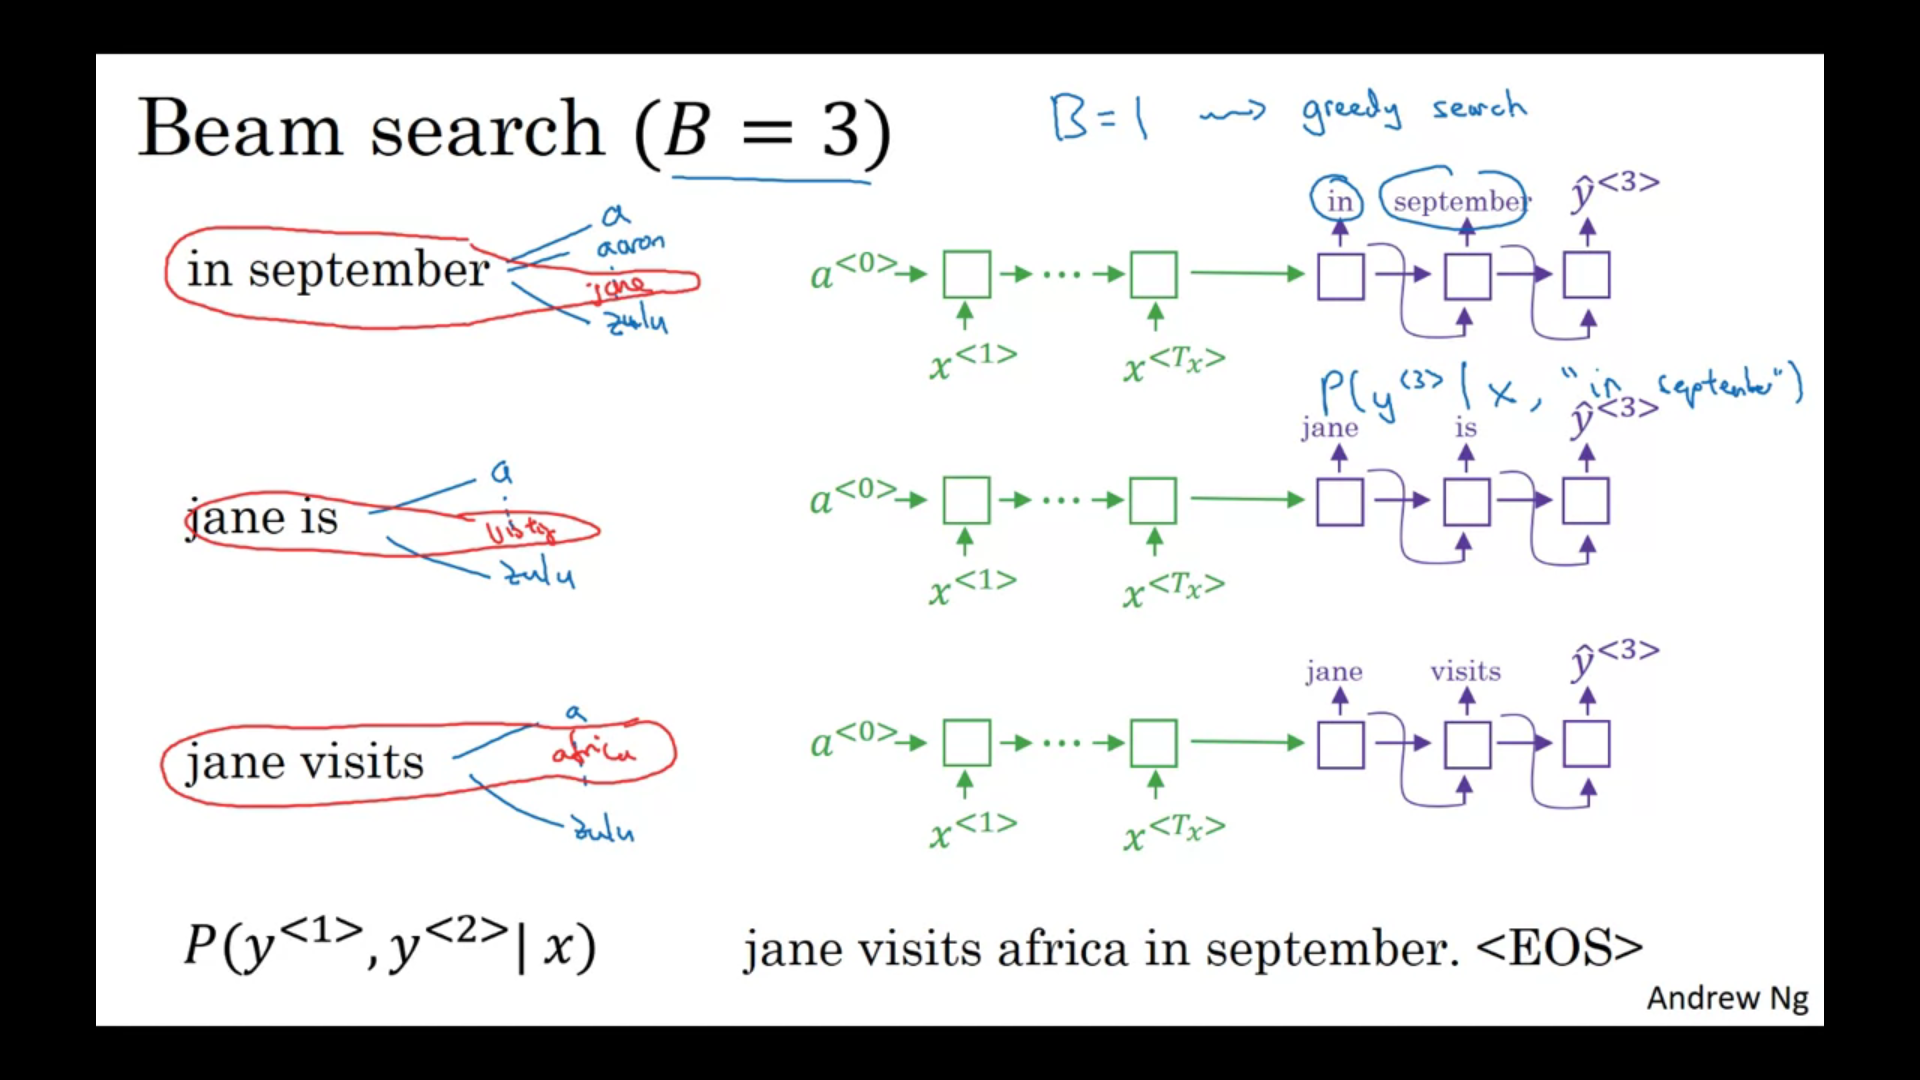 Beam search (B = 3)
B = 1 ⟿ greedy search
in september
a
aaron
jane
zulu
a<0>
x<1>
x<Tx>
in
september
ŷ<3>
P(y<3> | x, "in september")
jane is
a
zulu
a<0>
x<1>
x<Tx>
jane
is
ŷ<3>
jane visits
a
africa
zulu
a<0>
x<1>
x<Tx>
jane
visits
ŷ<3>
P(y<1>, y<2> | x)
jane visits africa in september. <EOS>
Andrew Ng